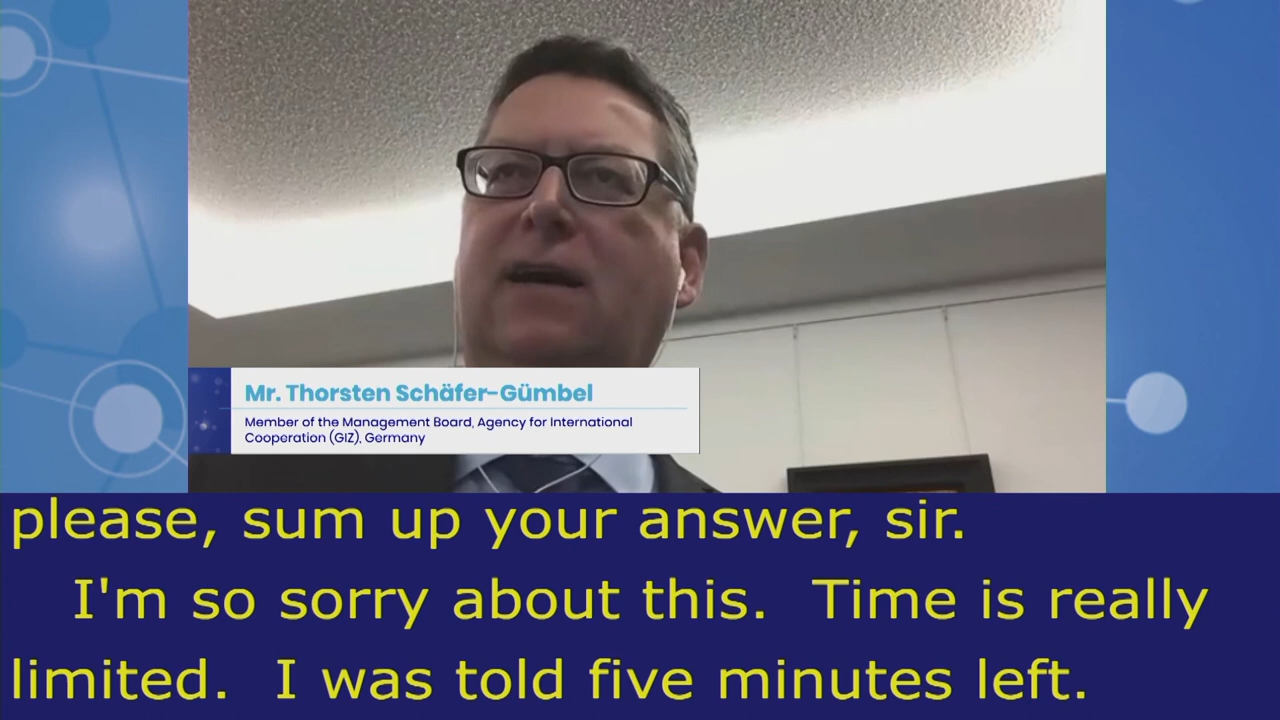 Mr. Thorsten Schäfer-Gümbel
Member of the Management Board, Agency for International
Cooperation (GIZ), Germany
please, sum up your answer, sir.
I'm so sorry about this.  Time is really
limited.  I was told five minutes left.